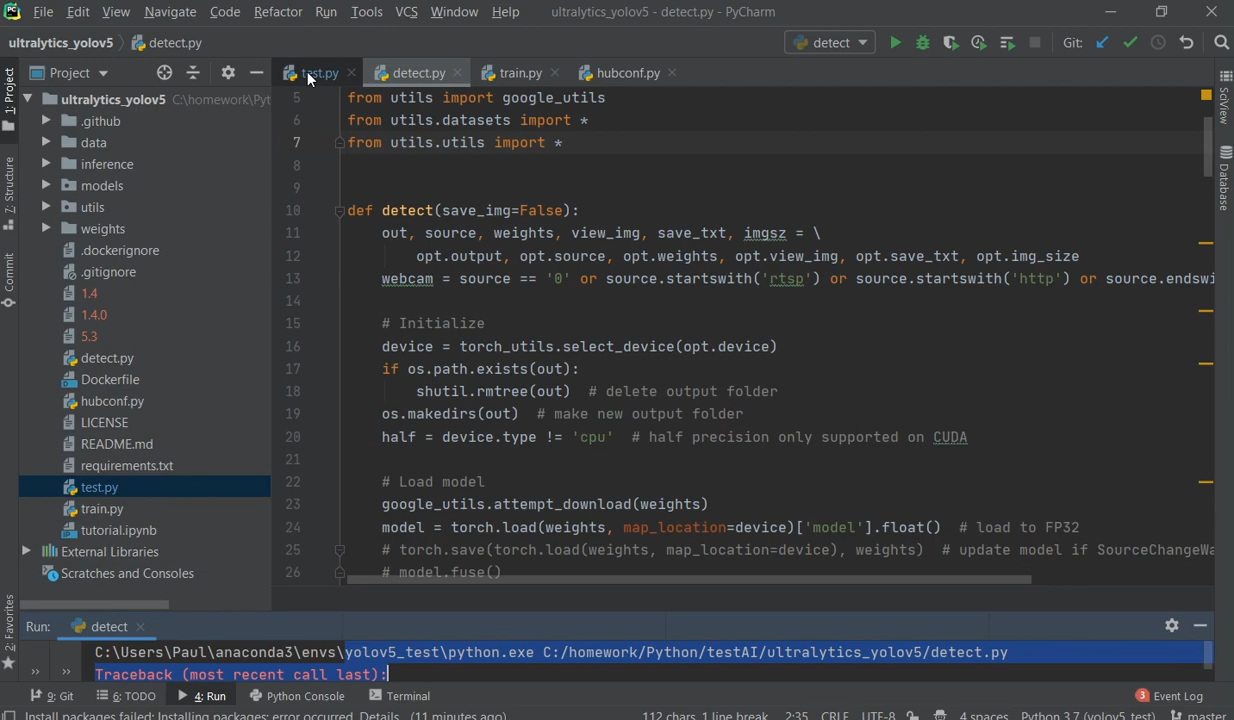 File Edit View Navigate Code Refactor Run Tools VCS Window Help ultralytics_yolov5 - detect.py - PyCharm
ultralytics_yolov5 detect.py detect Git:
Project test.py detect.py train.py hubconf.py
1: Project
7: Structure
Commit
2: Favorites
SciView
Database
ultralytics_yolov5 C:\homework\Pyt
.github
data
inference
models
utils
weights
.dockerignore
.gitignore
1.4
1.4.0
5.3
detect.py
Dockerfile
hubconf.py
LICENSE
README.md
requirements.txt
test.py
train.py
tutorial.ipynb
External Libraries
Scratches and Consoles
5 from utils import google_utils
6 from utils.datasets import *
7 from utils.utils import *
8
9
10 def detect(save_img=False):
11 out, source, weights, view_img, save_txt, imgsz = \
12 opt.output, opt.source, opt.weights, opt.view_img, opt.save_txt, opt.img_size
13 webcam = source == '0' or source.startswith('rtsp') or source.startswith('http') or source.endswi
14
15 # Initialize
16 device = torch_utils.select_device(opt.device)
17 if os.path.exists(out):
18 shutil.rmtree(out) # delete output folder
19 os.makedirs(out) # make new output folder
20 half = device.type != 'cpu' # half precision only supported on CUDA
21
22 # Load model
23 google_utils.attempt_download(weights)
24 model = torch.load(weights, map_location=device)['model'].float() # load to FP32
25 # torch.save(torch.load(weights, map_location=device), weights) # update model if SourceChangeWa
26 # model.fuse()
Run: detect
C:\Users\Paul\anaconda3\envs\yolov5_test\python.exe C:/homework/Python/testAI/ultralytics_yolov5/detect.py
Traceback (most recent call last):
9: Git 6: TODO 4: Run Python Console Terminal 3 Event Log
Install packages failed: Installing packages: error occurred. Details... (11 minutes ago) 112 chars, 1 line break 2:35 CRLF UTF-8 4 spaces Python 3.7 (yolov5_test) master